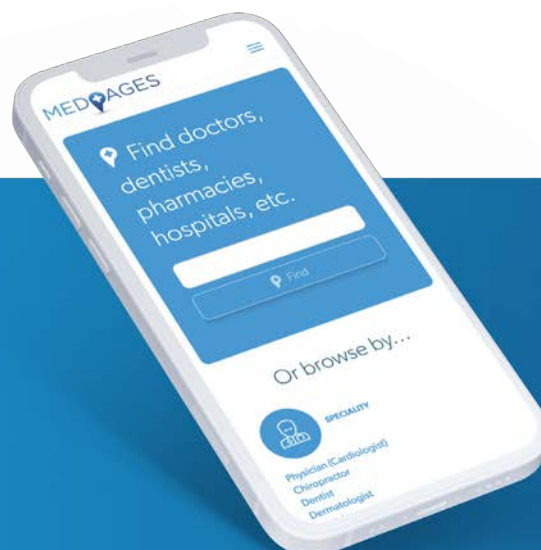 MEDPAGES
Find doctors,
dentists,
pharmacies,
hospitals, etc.
Find
Or browse by...
SPECIALITY
Physician (Cardiologist)
Chiropractor
Dentist
Dermatologist